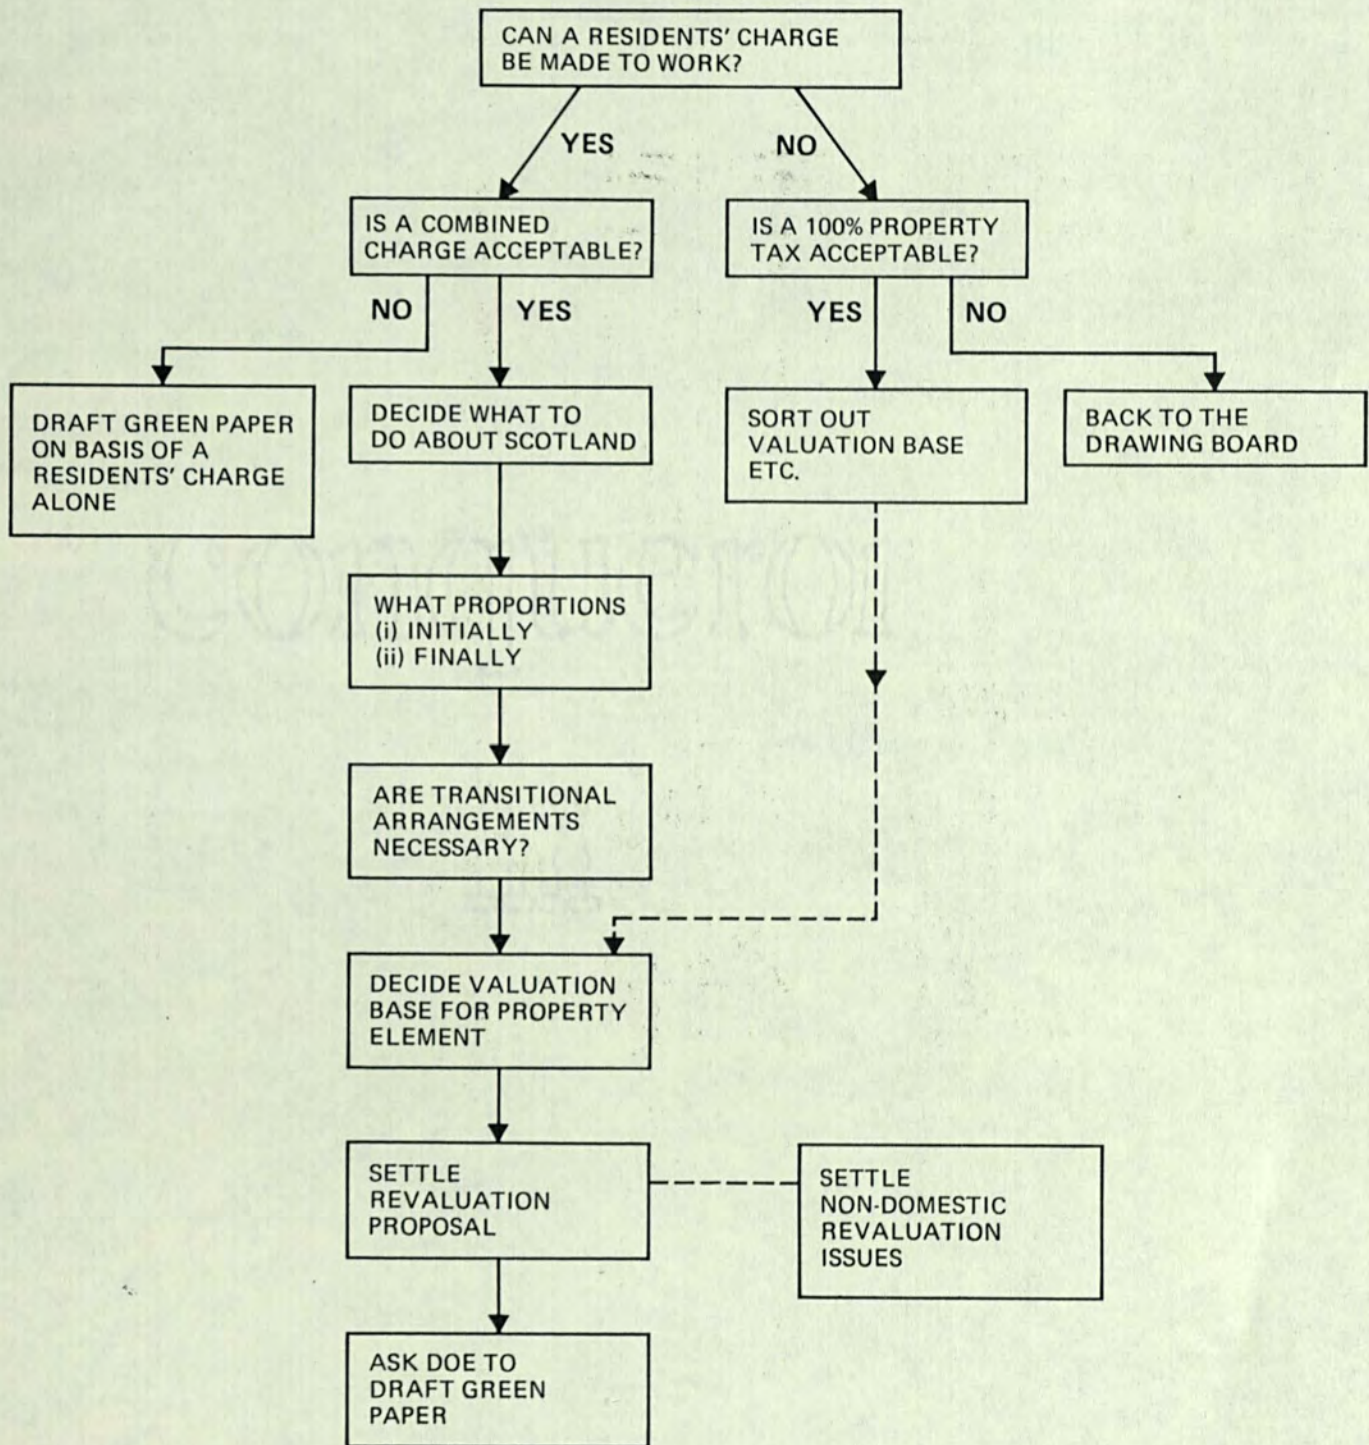 CAN A RESIDENTS' CHARGE
BE MADE TO WORK?
YES
NO
IS A COMBINED
CHARGE ACCEPTABLE?
IS A 100% PROPERTY
TAX ACCEPTABLE?
NO
YES
YES
NO
DRAFT GREEN PAPER
ON BASIS OF A
RESIDENTS' CHARGE
ALONE
DECIDE WHAT TO
DO ABOUT SCOTLAND
SORT OUT
VALUATION BASE
ETC.
BACK TO THE
DRAWING BOARD
WHAT PROPORTIONS
(i) INITIALLY
(ii) FINALLY
ARE TRANSITIONAL
ARRANGEMENTS
NECESSARY?
DECIDE VALUATION
BASE FOR PROPERTY
ELEMENT
SETTLE
REVALUATION
PROPOSAL
SETTLE
NON-DOMESTIC
REVALUATION
ISSUES
ASK DOE TO
DRAFT GREEN
PAPER